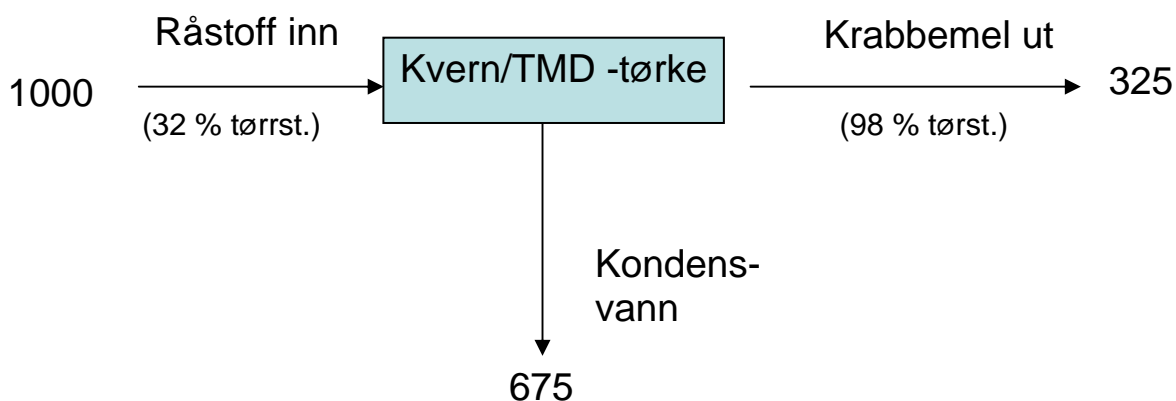 Råstoff inn
1000
(32 % tørrst.)
Kvern/TMD -tørke
Krabbemel ut
325
(98 % tørst.)
Kondens-
vann
675